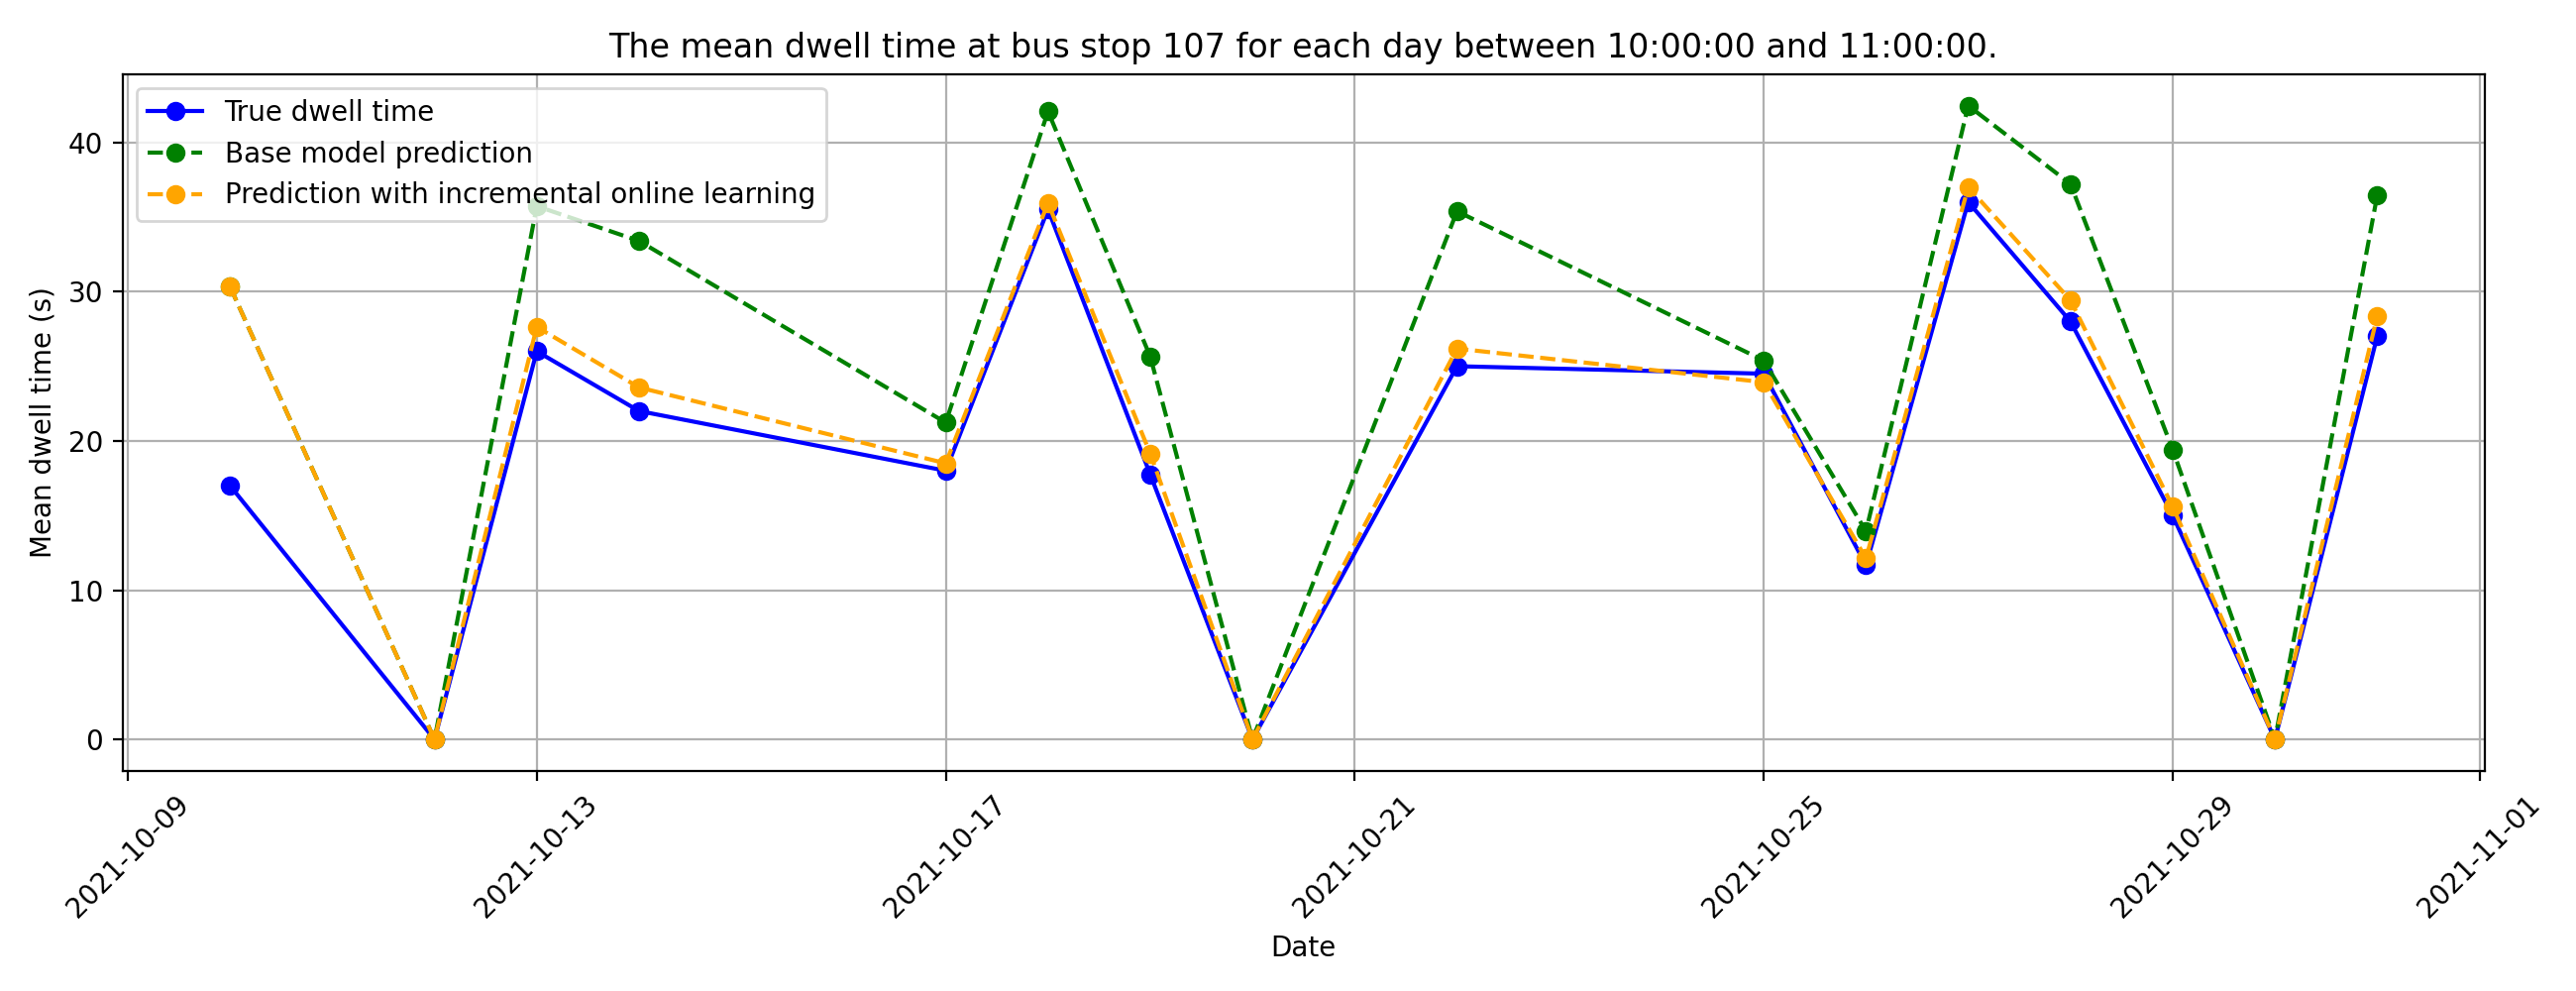 The mean dwell time at bus stop 107 for each day between 10:00:00 and 11:00:00.
True dwell time
Base model prediction
Prediction with incremental online learning
Mean dwell time (s)
40
30
20
10
0
2021-10-09
2021-10-13
2021-10-17
2021-10-21
2021-10-25
2021-10-29
2021-11-01
Date